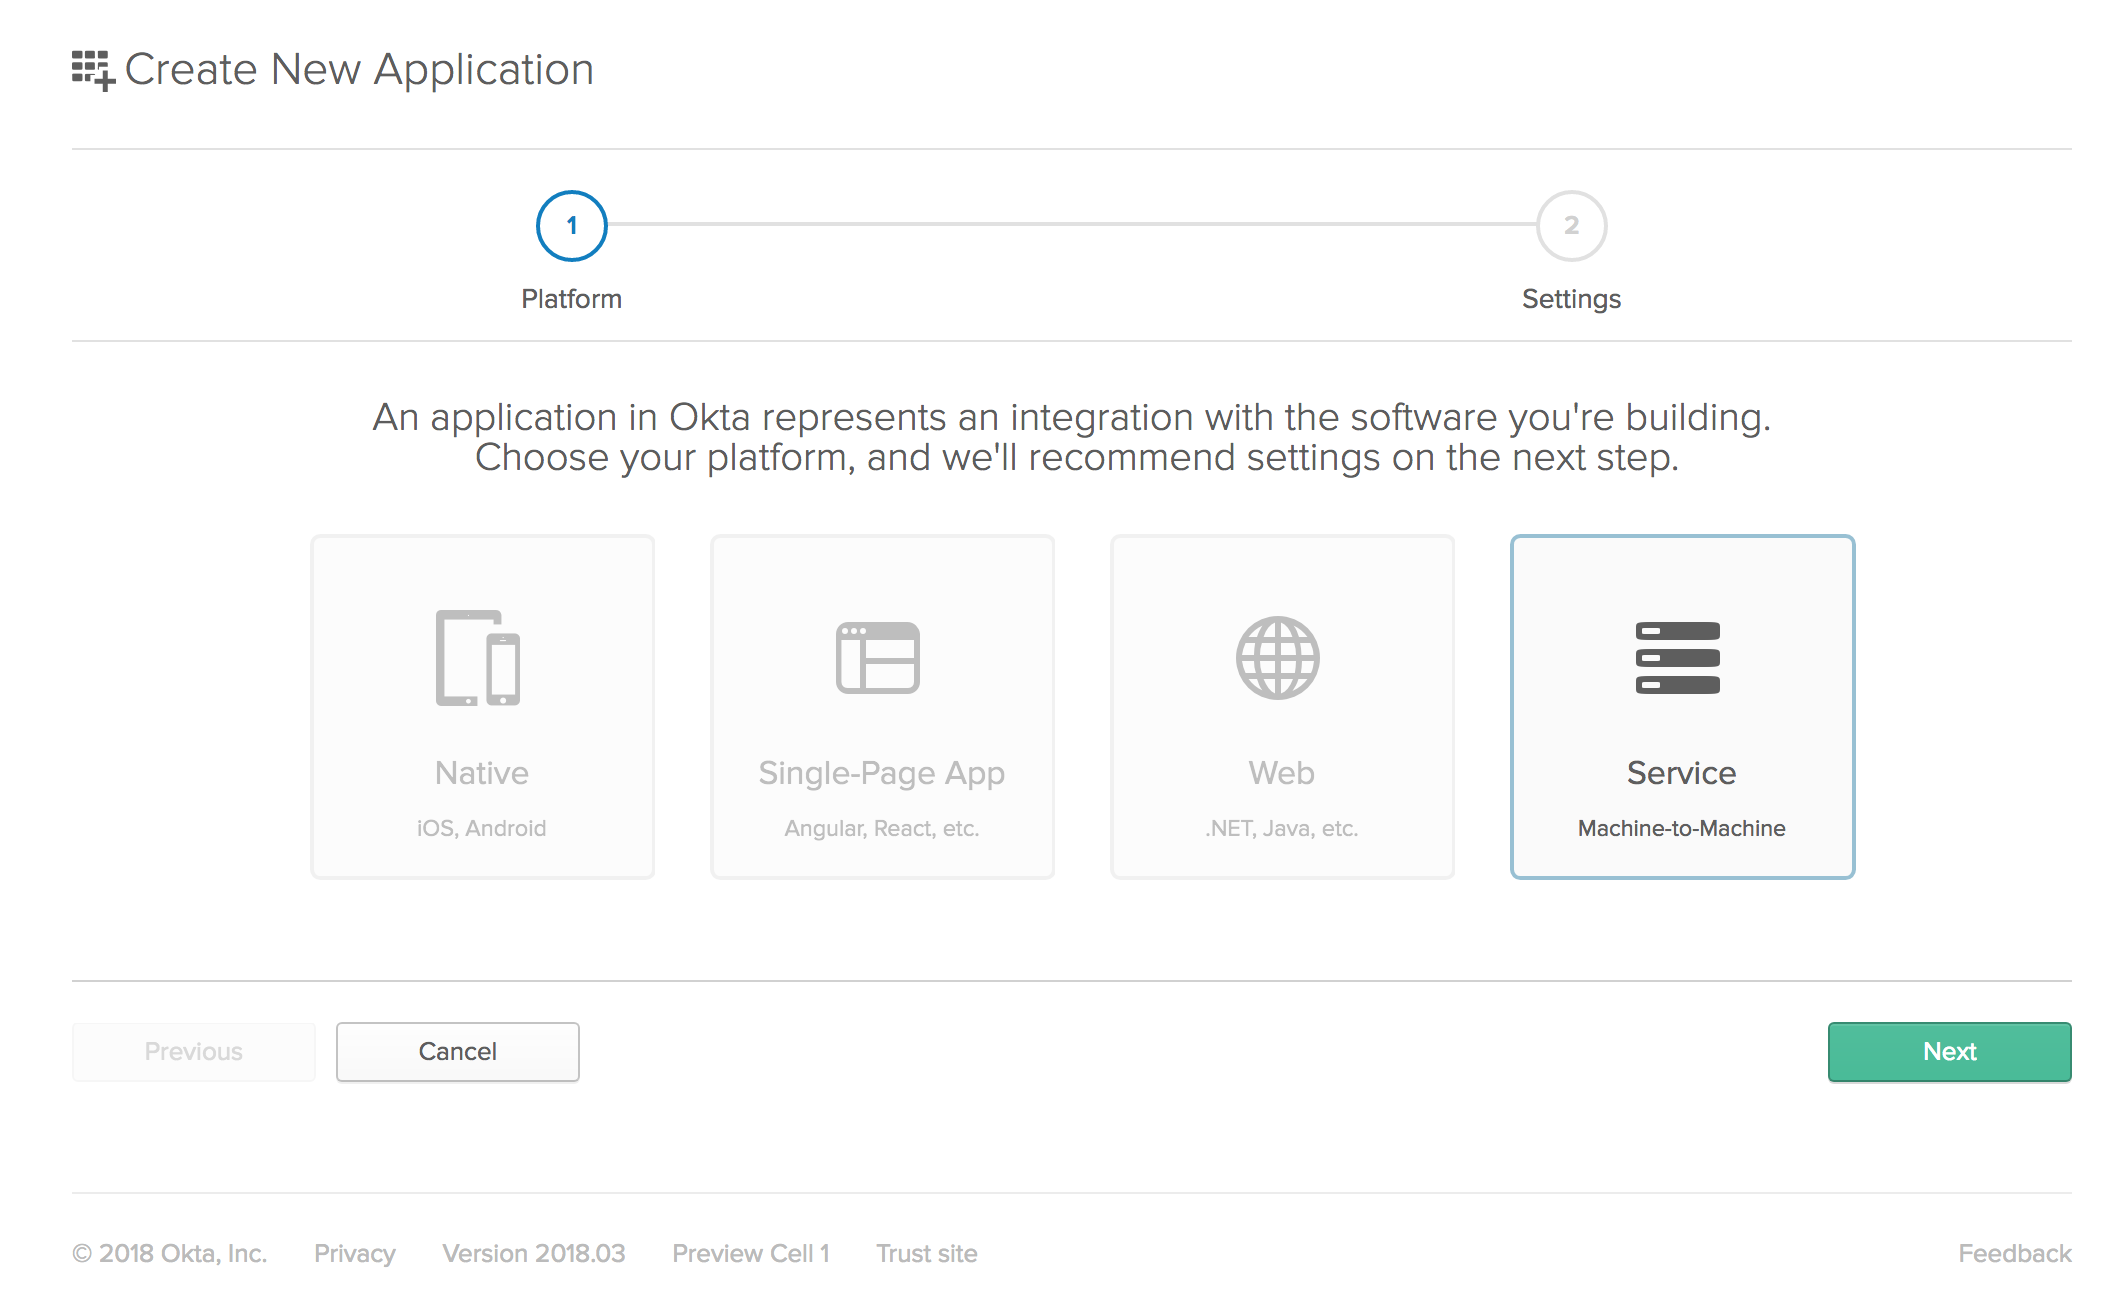 Create New Application
1
2
Platform
Settings
An application in Okta represents an integration with the software you're building.
Choose your platform, and we'll recommend settings on the next step.
Native
iOS, Android
Single-Page App
Angular, React, etc.
Web
.NET, Java, etc.
Service
Machine-to-Machine
Previous
Cancel
Next
© 2018 Okta, Inc.
Privacy
Version 2018.03
Preview Cell 1
Trust site
Feedback